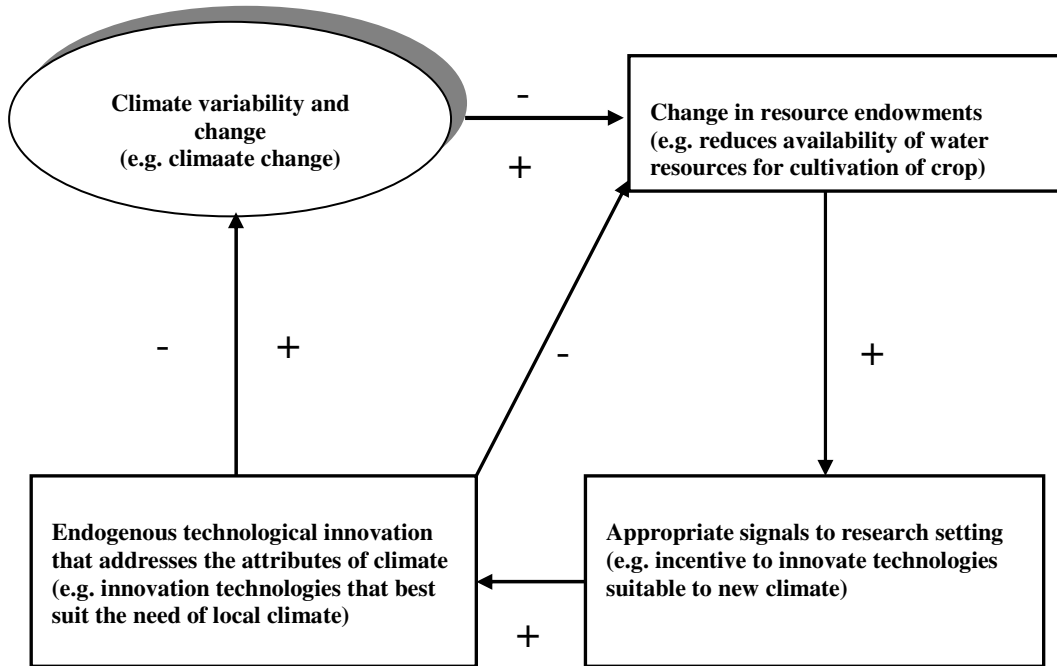 Climate variability and
change
(e.g. climaate change)
-
+
Change in resource endowments
(e.g. reduces availability of water
resources for cultivation of crop)
-
+
-
+
Endogenous technological innovation
that addresses the attributes of climate
(e.g. innovation technologies that best
suit the need of local climate)
+
Appropriate signals to research setting
(e.g. incentive to innovate technologies
suitable to new climate)